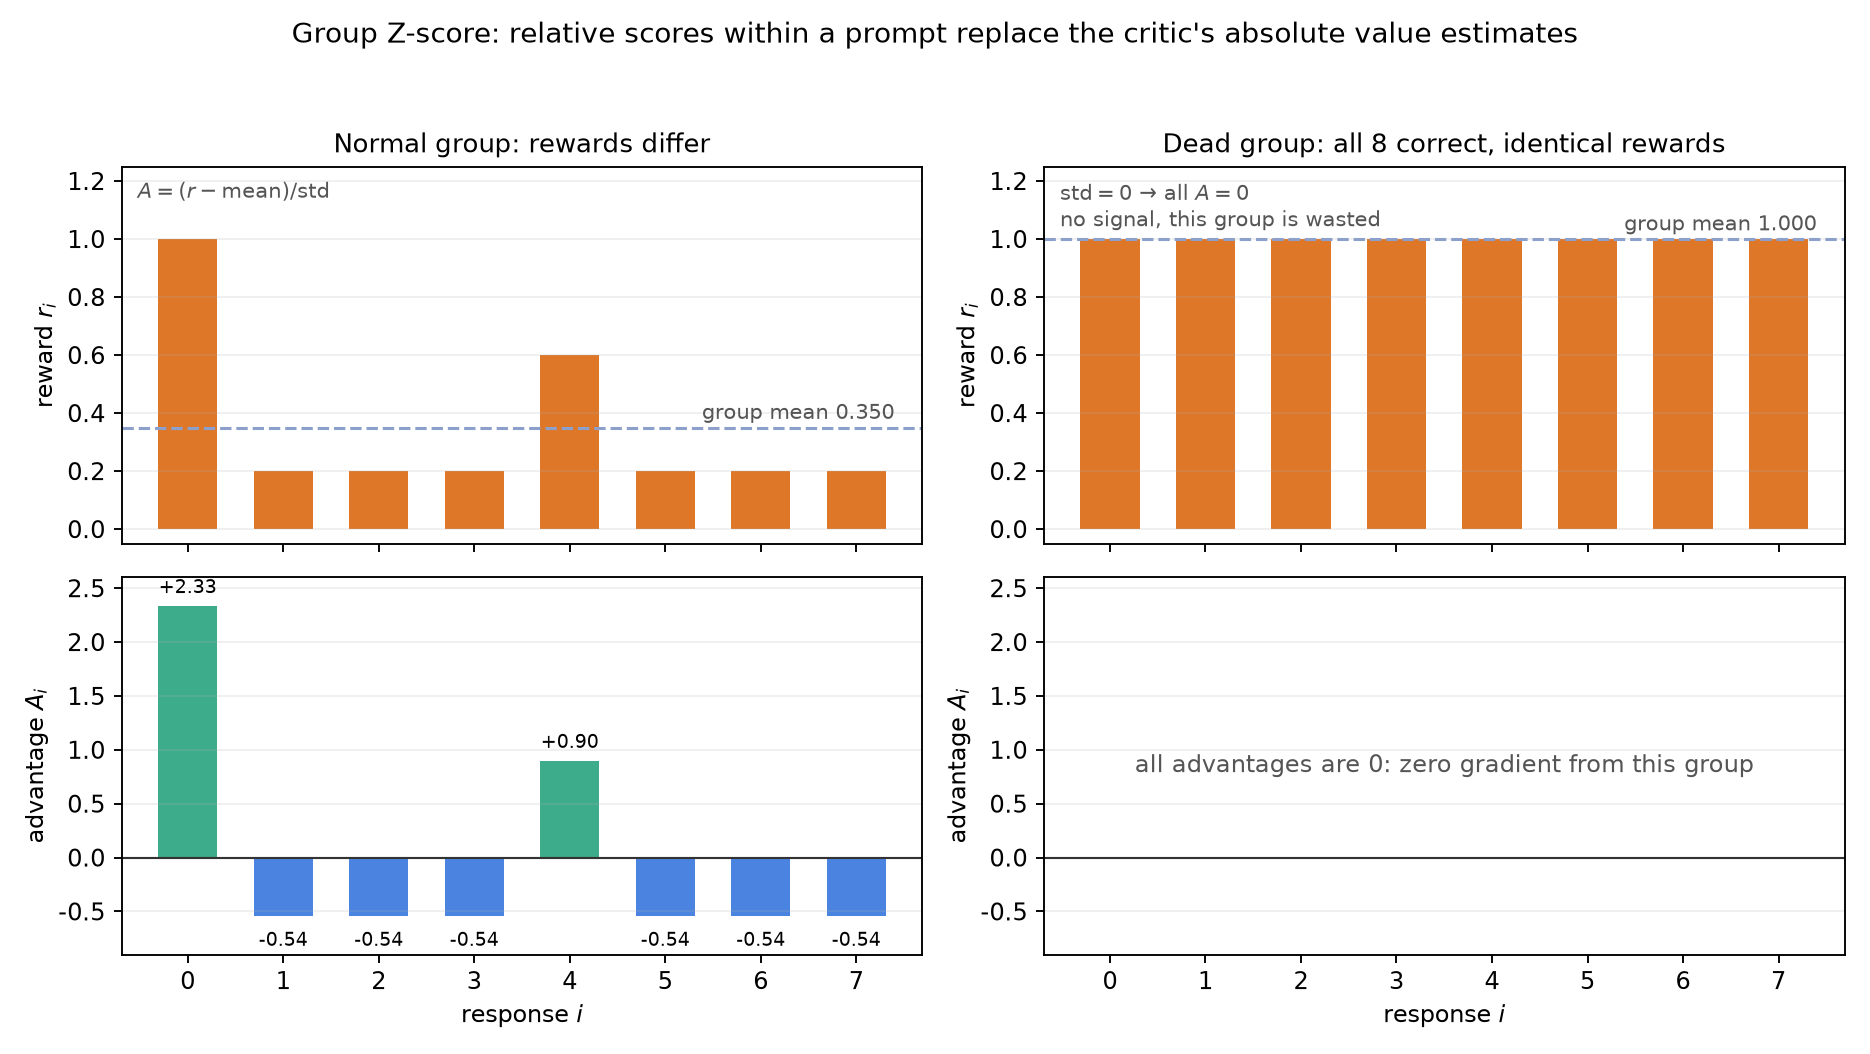 Group Z-score: relative scores within a prompt replace the critic's absolute value estimates
Normal group: rewards differ
A = (r − mean)/std
group mean 0.350
1.2
1.0
0.8
0.6
0.4
0.2
0.0
reward rᵢ
Dead group: all 8 correct, identical rewards
std = 0 → all A = 0
no signal, this group is wasted
group mean 1.000
1.2
1.0
0.8
0.6
0.4
0.2
0.0
reward rᵢ
2.5
2.0
1.5
1.0
0.5
0.0
-0.5
advantage Aᵢ
+2.33
+0.90
-0.54 -0.54 -0.54 -0.54 -0.54 -0.54
0 1 2 3 4 5 6 7
response i
2.5
2.0
1.5
1.0
0.5
0.0
-0.5
advantage Aᵢ
all advantages are 0: zero gradient from this group
0 1 2 3 4 5 6 7
response i